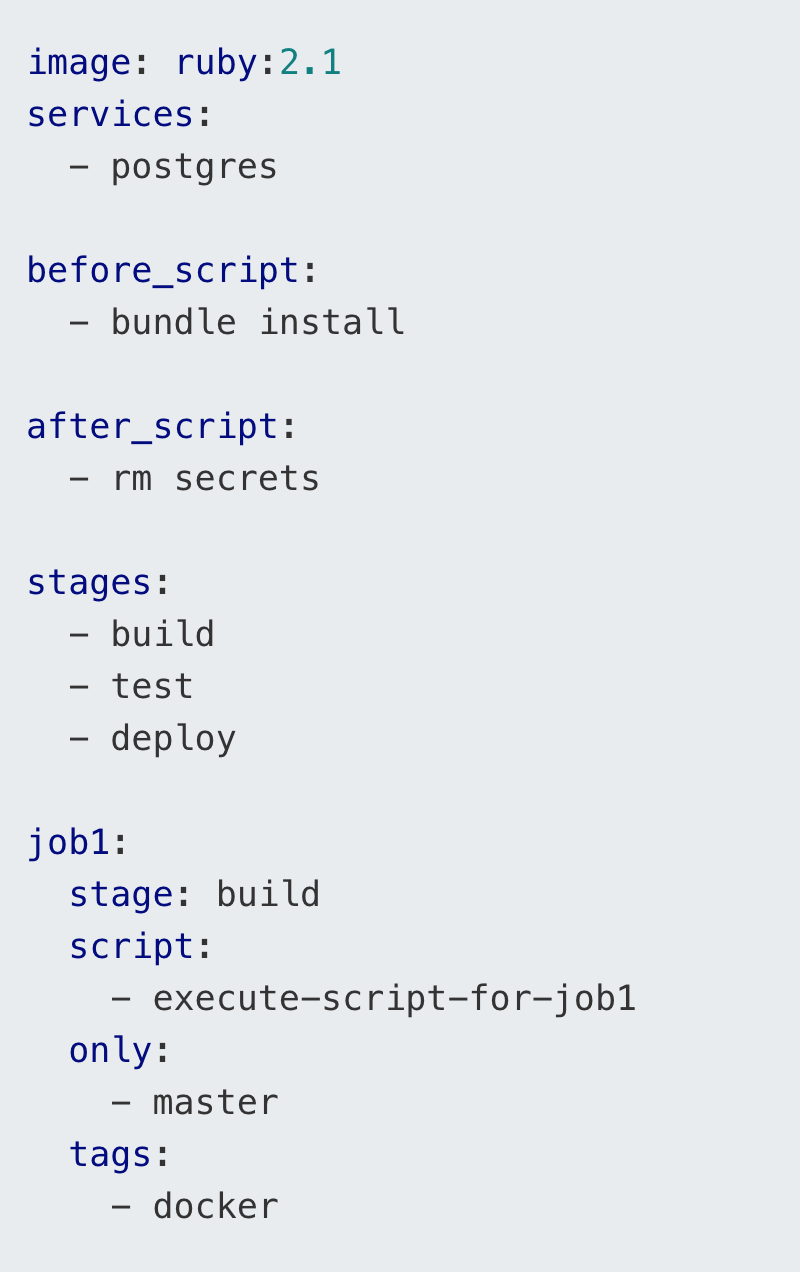 image: ruby:2.1
services:
  - postgres

before_script:
  - bundle install

after_script:
  - rm secrets

stages:
  - build
  - test
  - deploy

job1:
  stage: build
  script:
    - execute-script-for-job1
  only:
    - master
  tags:
    - docker